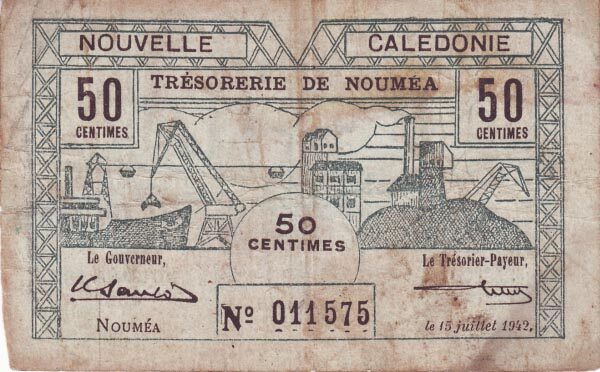 NOUVELLE CALEDONIE
TRÉSORERIE DE NOUMÉA
50 CENTIMES
50 CENTIMES
50 CENTIMES
Le Gouverneur,
Le Trésorier-Payeur,
Nº 011575
NOUMÉA
le 15 juillet 1942.